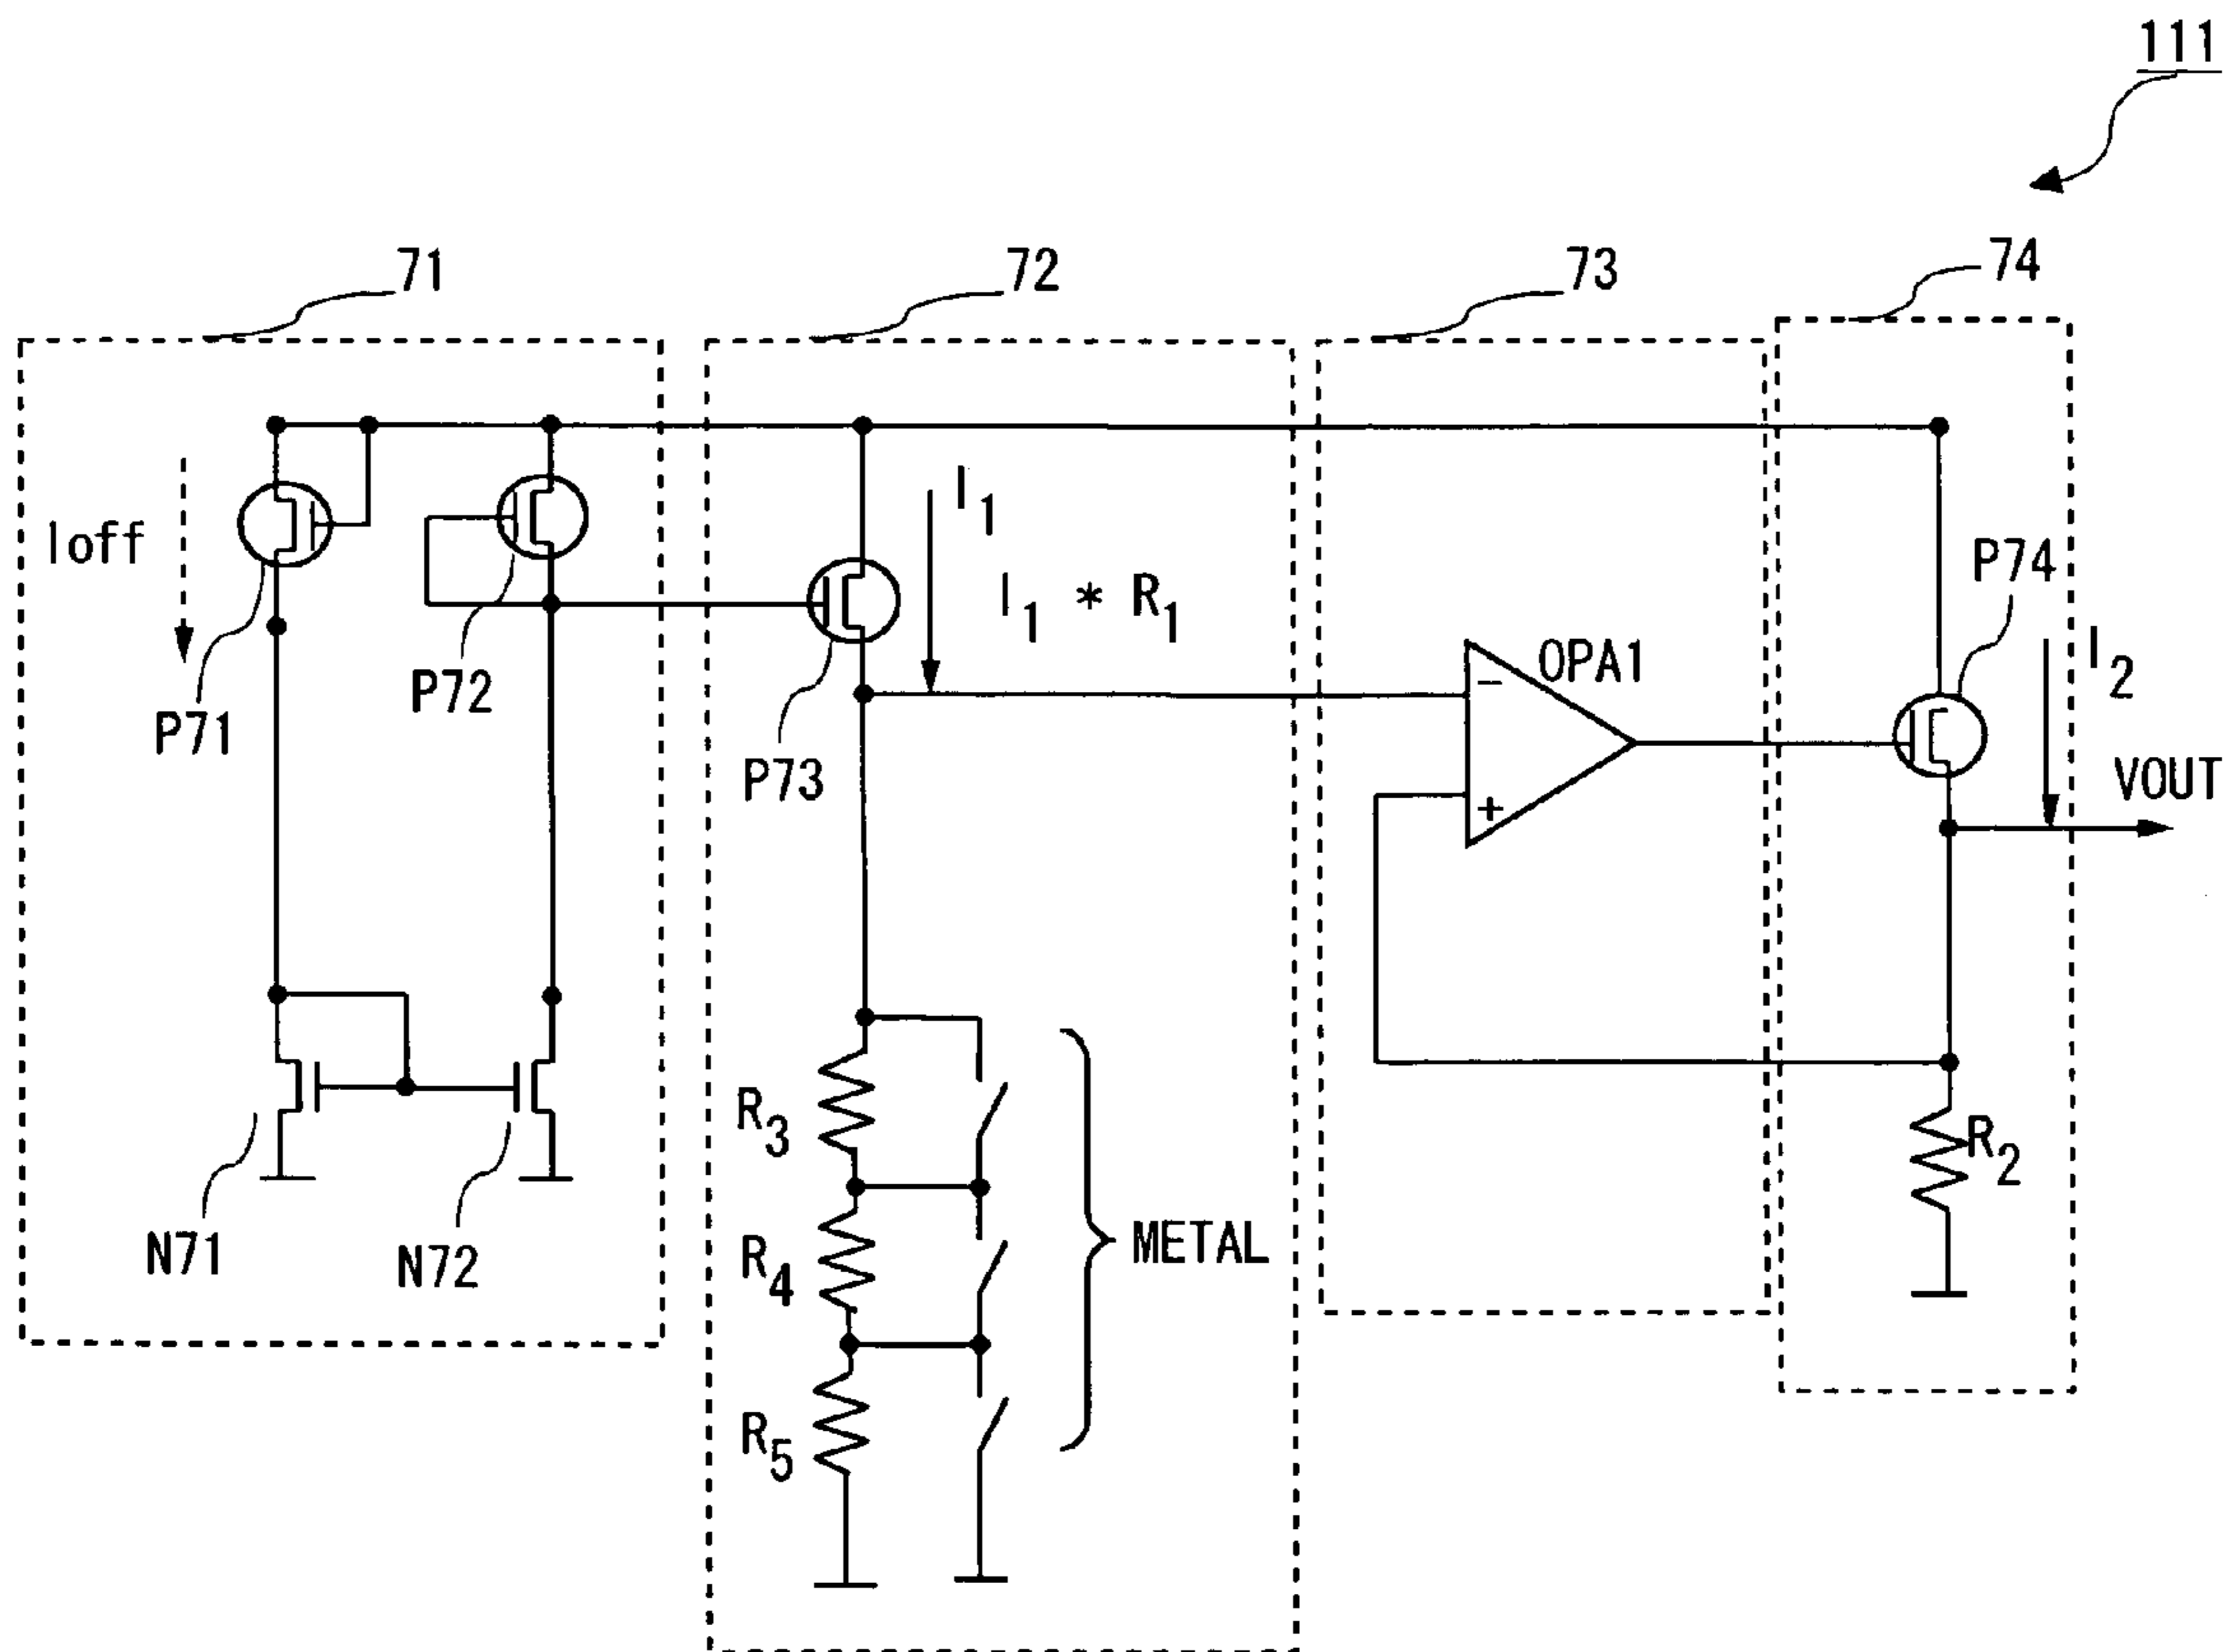 111
71
72
73
74
Ioff
I1
I1 * R1
P71
P72
P73
OPA1
-
+
P74
I2
VOUT
R3
R4
R5
METAL
R2
N71
N72